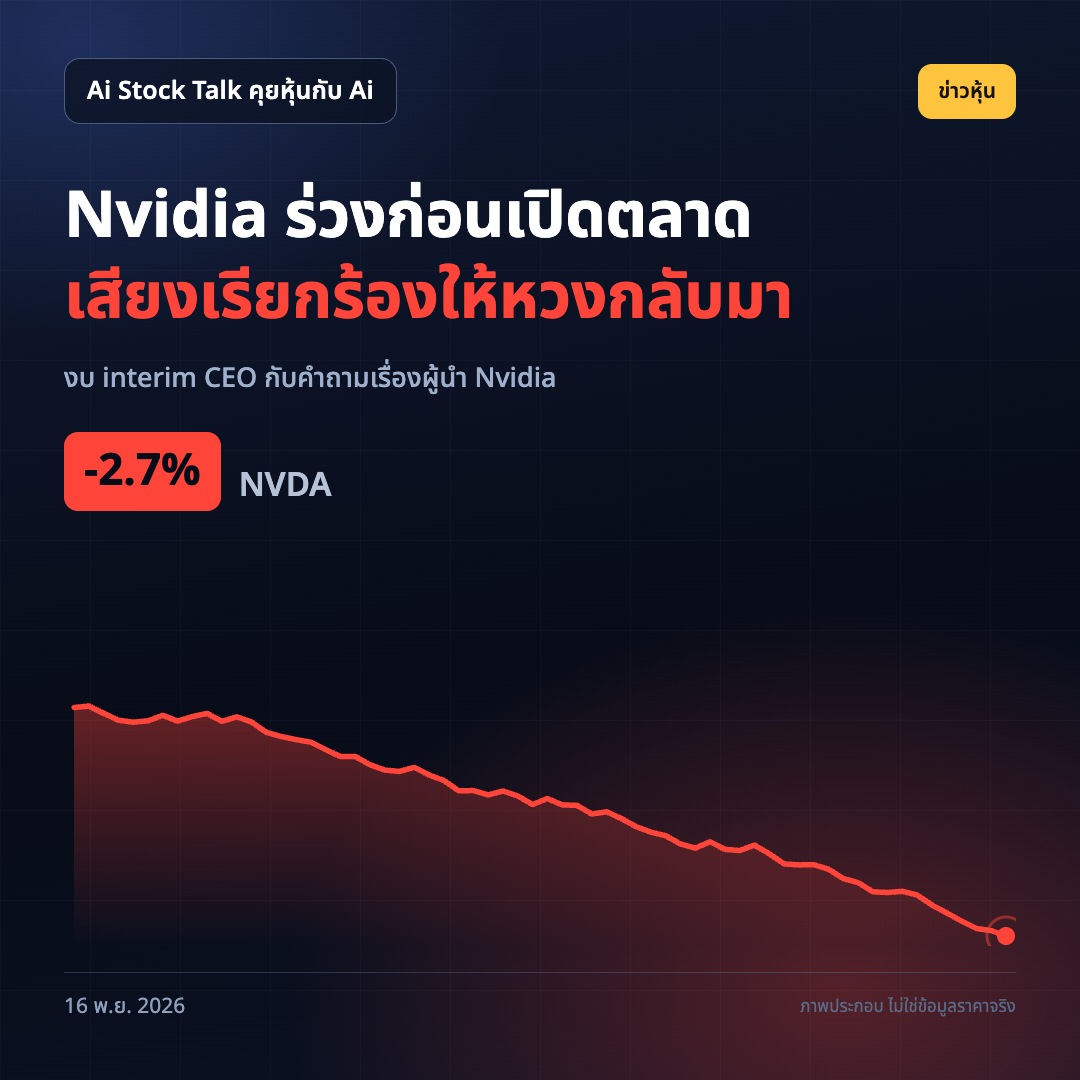 Ai Stock Talk คุยหุ้นกับ Ai
ข่าวหุ้น
Nvidia ร่วงก่อนเปิดตลาด
เสียงเรียกร้องให้หวงกลับมา
งบ interim CEO กับคำถามเรื่องผู้นำ Nvidia
-2.7% NVDA
16 พ.ย. 2026
ภาพประกอบ ไม่ใช่ข้อมูลราคาจริง